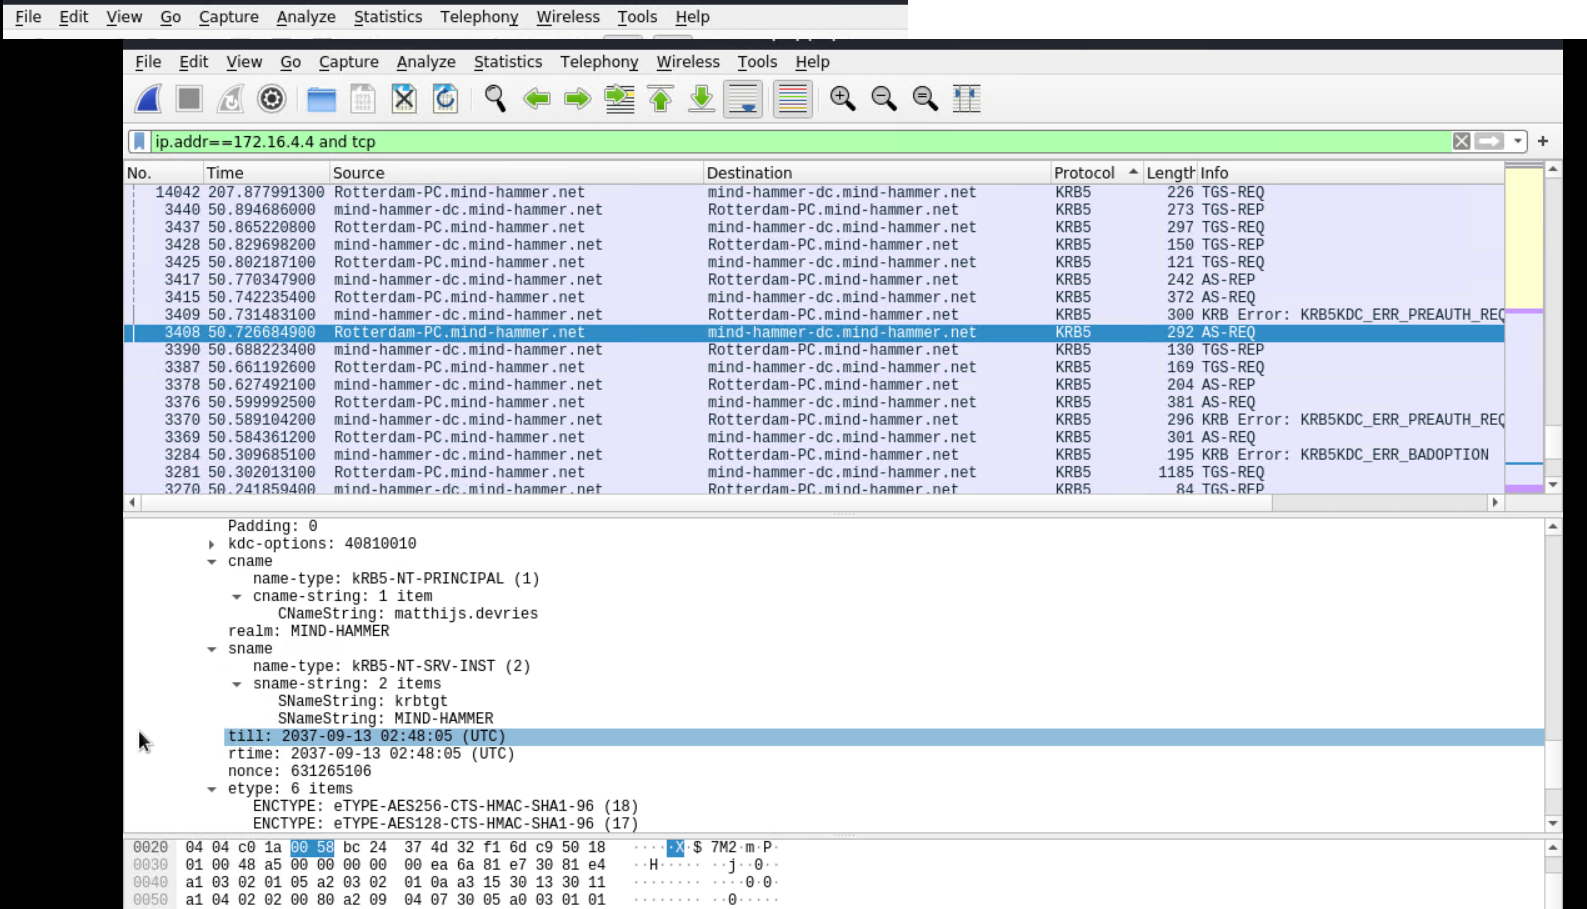 File Edit View Go Capture Analyze Statistics Telephony Wireless Tools Help
File Edit View Go Capture Analyze Statistics Telephony Wireless Tools Help
ip.addr==172.16.4.4 and tcp
No. Time Source Destination Protocol Length Info
14042 207.877991300 Rotterdam-PC.mind-hammer.net mind-hammer-dc.mind-hammer.net KRB5 226 TGS-REQ
3440 50.894686000 mind-hammer-dc.mind-hammer.net Rotterdam-PC.mind-hammer.net KRB5 273 TGS-REP
3437 50.865220800 Rotterdam-PC.mind-hammer.net mind-hammer-dc.mind-hammer.net KRB5 297 TGS-REQ
3428 50.829698200 mind-hammer-dc.mind-hammer.net Rotterdam-PC.mind-hammer.net KRB5 150 TGS-REP
3425 50.802187100 Rotterdam-PC.mind-hammer.net mind-hammer-dc.mind-hammer.net KRB5 121 TGS-REQ
3417 50.770347900 mind-hammer-dc.mind-hammer.net Rotterdam-PC.mind-hammer.net KRB5 242 AS-REP
3415 50.742235400 Rotterdam-PC.mind-hammer.net mind-hammer-dc.mind-hammer.net KRB5 372 AS-REQ
3409 50.731483100 mind-hammer-dc.mind-hammer.net Rotterdam-PC.mind-hammer.net KRB5 300 KRB Error: KRB5KDC_ERR_PREAUTH_REQ
3408 50.726684900 Rotterdam-PC.mind-hammer.net mind-hammer-dc.mind-hammer.net KRB5 292 AS-REQ
3390 50.688223400 mind-hammer-dc.mind-hammer.net Rotterdam-PC.mind-hammer.net KRB5 130 TGS-REP
3387 50.661192600 Rotterdam-PC.mind-hammer.net mind-hammer-dc.mind-hammer.net KRB5 169 TGS-REQ
3378 50.627492100 mind-hammer-dc.mind-hammer.net Rotterdam-PC.mind-hammer.net KRB5 204 AS-REP
3376 50.599992500 Rotterdam-PC.mind-hammer.net mind-hammer-dc.mind-hammer.net KRB5 381 AS-REQ
3370 50.589104200 mind-hammer-dc.mind-hammer.net Rotterdam-PC.mind-hammer.net KRB5 296 KRB Error: KRB5KDC_ERR_PREAUTH_REQ
3369 50.584361200 Rotterdam-PC.mind-hammer.net mind-hammer-dc.mind-hammer.net KRB5 301 AS-REQ
3284 50.309685100 mind-hammer-dc.mind-hammer.net Rotterdam-PC.mind-hammer.net KRB5 195 KRB Error: KRB5KDC_ERR_BADOPTION
3281 50.302013100 Rotterdam-PC.mind-hammer.net mind-hammer-dc.mind-hammer.net KRB5 1185 TGS-REQ
3270 50.241859400 mind-hammer-dc.mind-hammer.net Rotterdam-PC.mind-hammer.net KRB5 84 TGS-REP
Padding: 0
kdc-options: 40810010
cname
name-type: kRB5-NT-PRINCIPAL (1)
cname-string: 1 item
CNameString: matthijs.devries
realm: MIND-HAMMER
sname
name-type: kRB5-NT-SRV-INST (2)
sname-string: 2 items
SNameString: krbtgt
SNameString: MIND-HAMMER
till: 2037-09-13 02:48:05 (UTC)
rtime: 2037-09-13 02:48:05 (UTC)
nonce: 631265106
etype: 6 items
ENCTYPE: eTYPE-AES256-CTS-HMAC-SHA1-96 (18)
ENCTYPE: eTYPE-AES128-CTS-HMAC-SHA1-96 (17)
0020 04 04 c0 1a 00 58 bc 24 37 4d 32 f1 6d c9 50 18 ·····X·$ 7M2·m·P·
0030 01 00 48 a5 00 00 00 00 00 ea 6a 81 e7 30 81 e4 ··H····· ··j··0··
0040 a1 03 02 01 05 a2 03 02 01 0a a3 15 30 13 30 11 ········ ····0·0·
0050 a1 04 02 02 00 80 a2 09 04 07 30 05 a0 03 01 01 ········ ··0·····